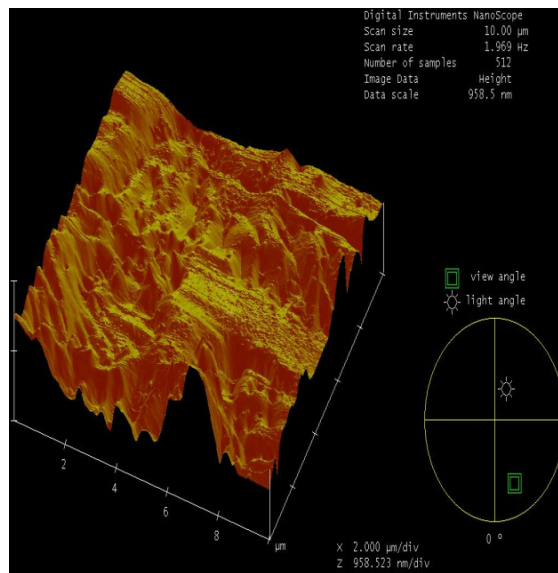 Digital Instruments NanoScope
Scan size 10.00 µm
Scan rate 1.969 Hz
Number of samples 512
Image Data Height
Data scale 958.5 nm
view angle
light angle
2
4
6
8
µm
X 2.000 µm/div
Z 958.523 nm/div
0 °